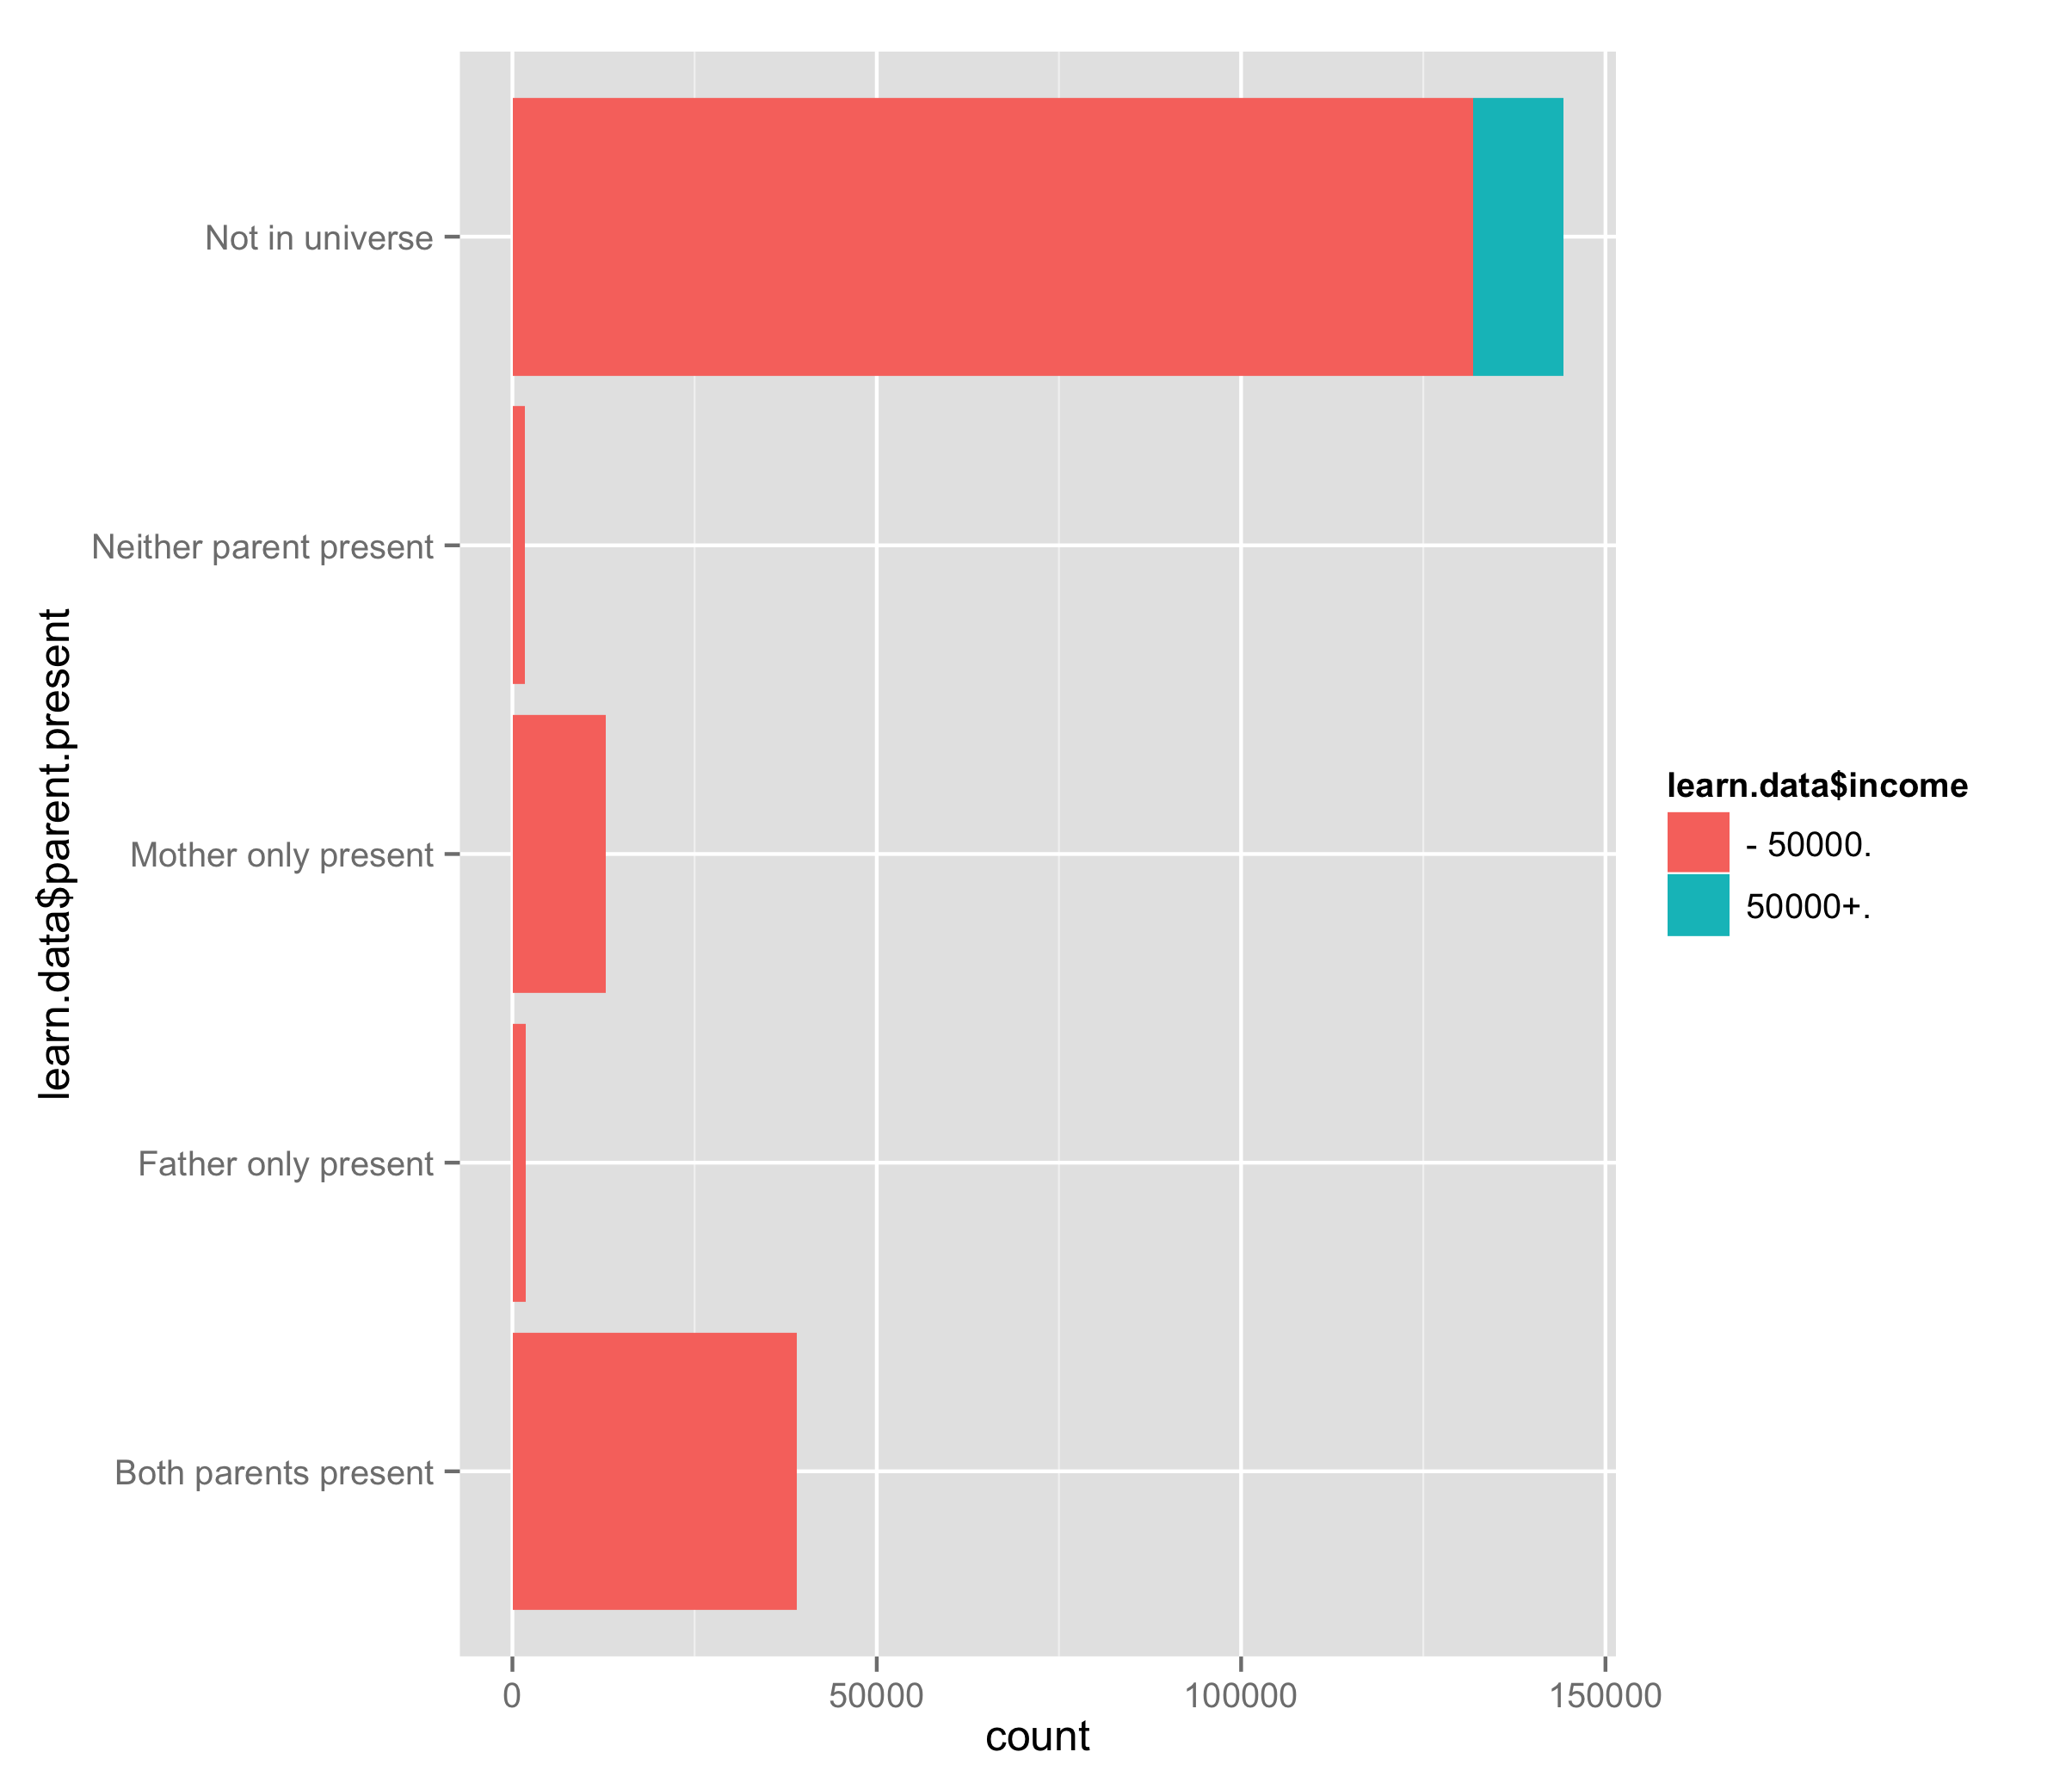 learn.data$parent.present
Not in universe
Neither parent present
Mother only present
Father only present
Both parents present
0
50000
100000
150000
count
learn.data$income
- 50000.
50000+.